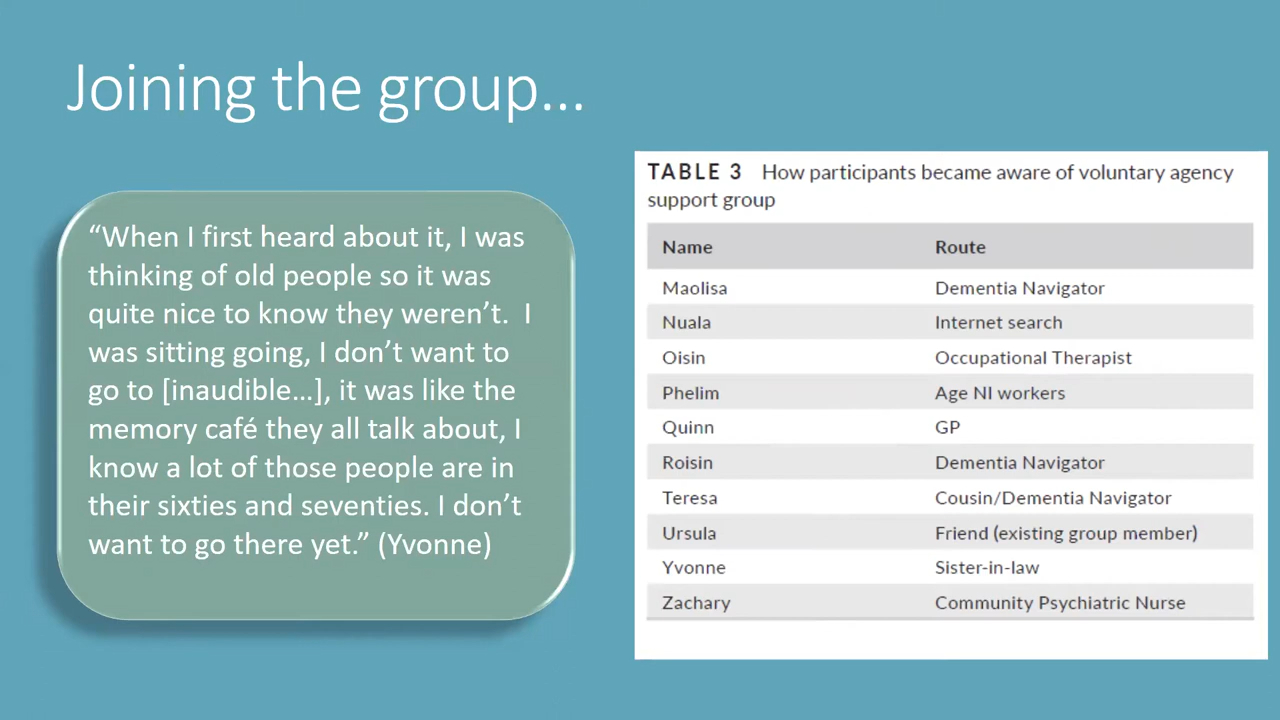 Joining the group…
“When I first heard about it, I was
thinking of old people so it was
quite nice to know they weren’t.  I
was sitting going, I don’t want to
go to [inaudible…], it was like the
memory café they all talk about, I
know a lot of those people are in
their sixties and seventies. I don’t
want to go there yet.” (Yvonne)
TABLE 3 How participants became aware of voluntary agency
support group
Name Route
Maolisa Dementia Navigator
Nuala Internet search
Oisin Occupational Therapist
Phelim Age NI workers
Quinn GP
Roisin Dementia Navigator
Teresa Cousin/Dementia Navigator
Ursula Friend (existing group member)
Yvonne Sister-in-law
Zachary Community Psychiatric Nurse